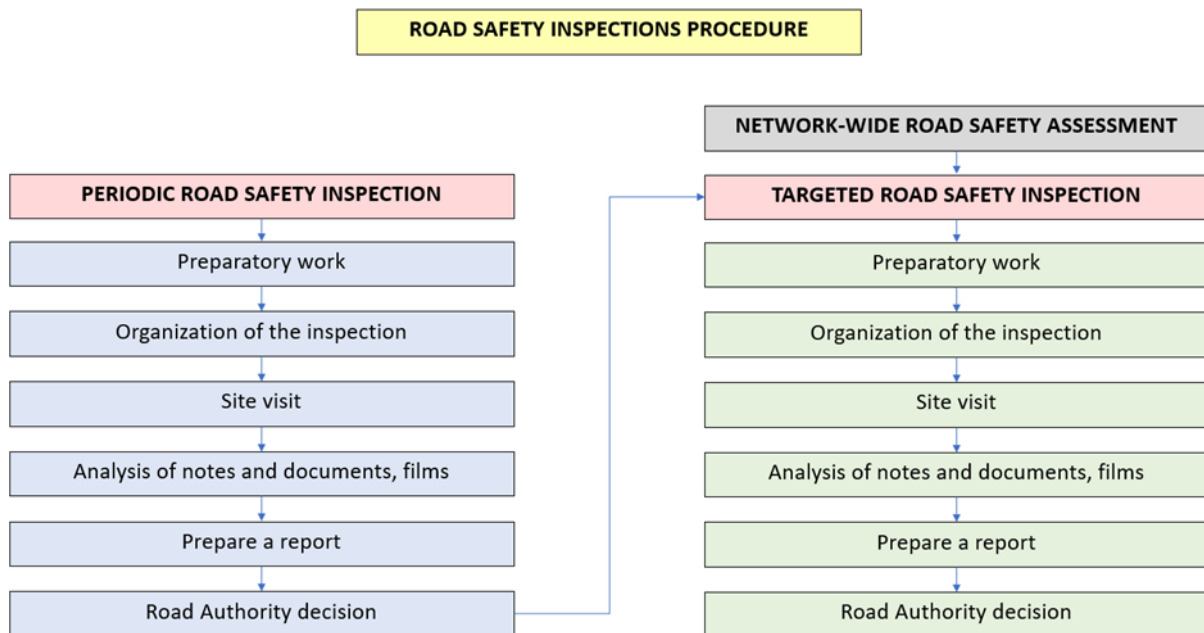 ROAD SAFETY INSPECTIONS PROCEDURE
NETWORK-WIDE ROAD SAFETY ASSESSMENT
PERIODIC ROAD SAFETY INSPECTION
Preparatory work
Organization of the inspection
Site visit
Analysis of notes and documents, films
Prepare a report
Road Authority decision
TARGETED ROAD SAFETY INSPECTION
Preparatory work
Organization of the inspection
Site visit
Analysis of notes and documents, films
Prepare a report
Road Authority decision